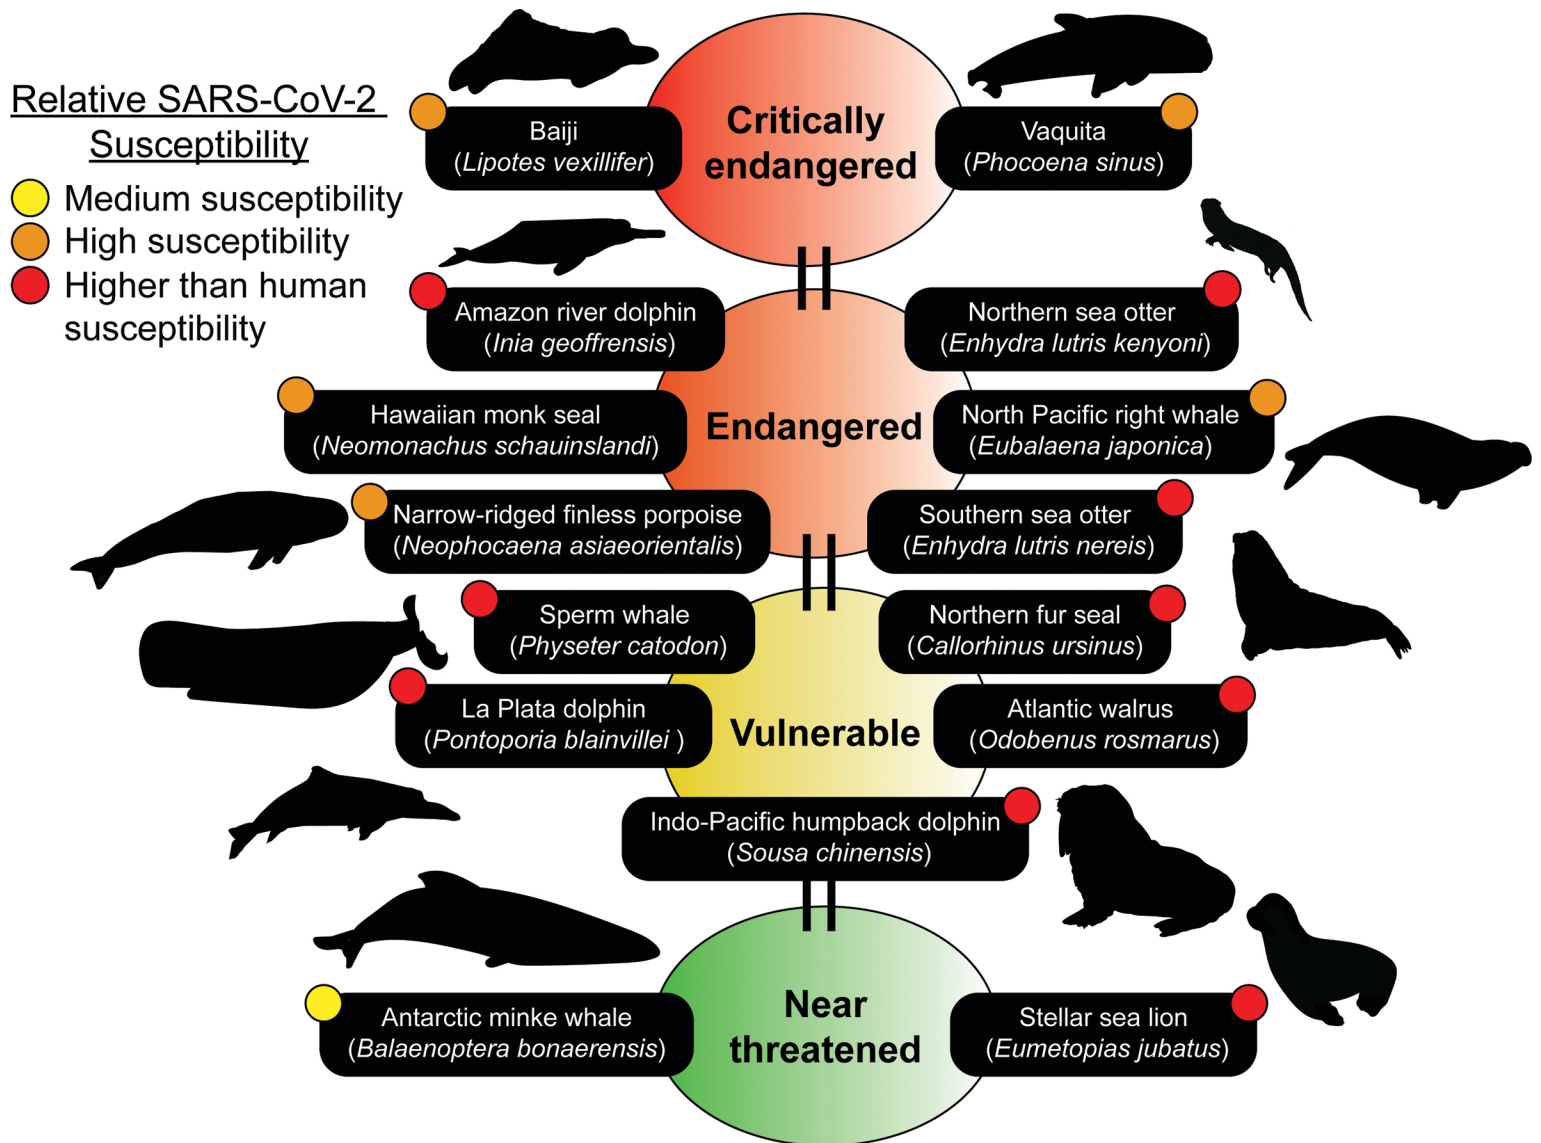 Relative SARS-CoV-2
Susceptibility
Medium susceptibility
High susceptibility
Higher than human
susceptibility
Critically
endangered
Baiji
(Lipotes vexillifer)
Vaquita
(Phocoena sinus)
Endangered
Amazon river dolphin
(Inia geoffrensis)
Northern sea otter
(Enhydra lutris kenyoni)
Hawaiian monk seal
(Neomonachus schauinslandi)
North Pacific right whale
(Eubalaena japonica)
Narrow-ridged finless porpoise
(Neophocaena asiaeorientalis)
Southern sea otter
(Enhydra lutris nereis)
Vulnerable
Sperm whale
(Physeter catodon)
Northern fur seal
(Callorhinus ursinus)
La Plata dolphin
(Pontoporia blainvillei )
Atlantic walrus
(Odobenus rosmarus)
Indo-Pacific humpback dolphin
(Sousa chinensis)
Near
threatened
Antarctic minke whale
(Balaenoptera bonaerensis)
Stellar sea lion
(Eumetopias jubatus)